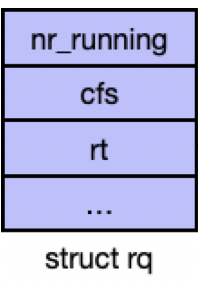 nr_running
cfs
rt
...
struct rq